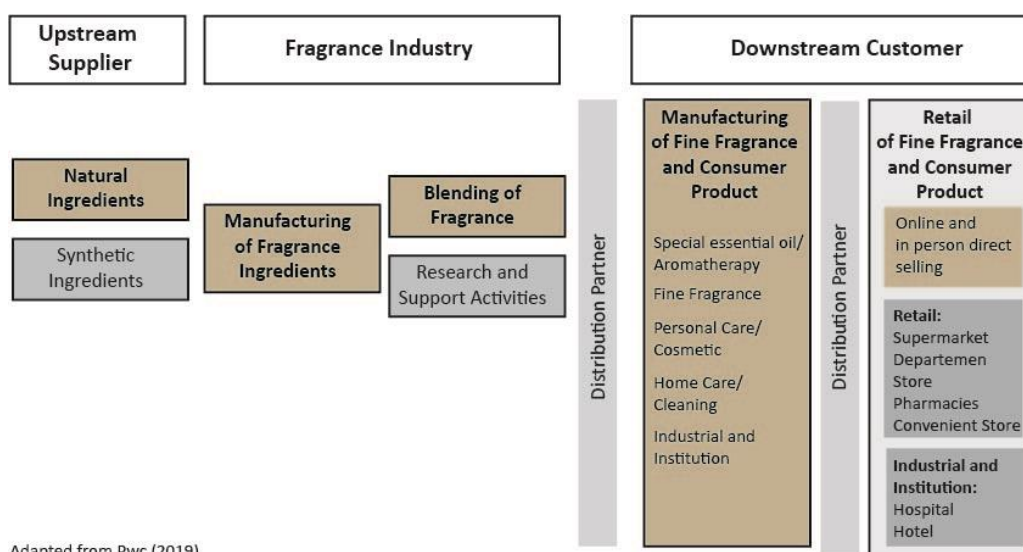 Upstream
Supplier
Fragrance Industry
Downstream Customer
Natural
Ingredients
Synthetic
Ingredients
Manufacturing
of Fragrance
Ingredients
Blending of
Fragrance
Research and
Support Activities
Distribution Partner
Manufacturing
of Fine Fragrance
and Consumer
Product
Special essential oil/
Aromatherapy
Fine Fragrance
Personal Care/
Cosmetic
Home Care/
Cleaning
Industrial and
Institution
Distribution Partner
Retail
of Fine Fragrance
and Consumer
Product
Online and
in person direct
selling
Retail:
Supermarket
Departemen
Store
Pharmacies
Convenient Store
Industrial and
Institution:
Hospital
Hotel
Adapted from Pwc (2019)